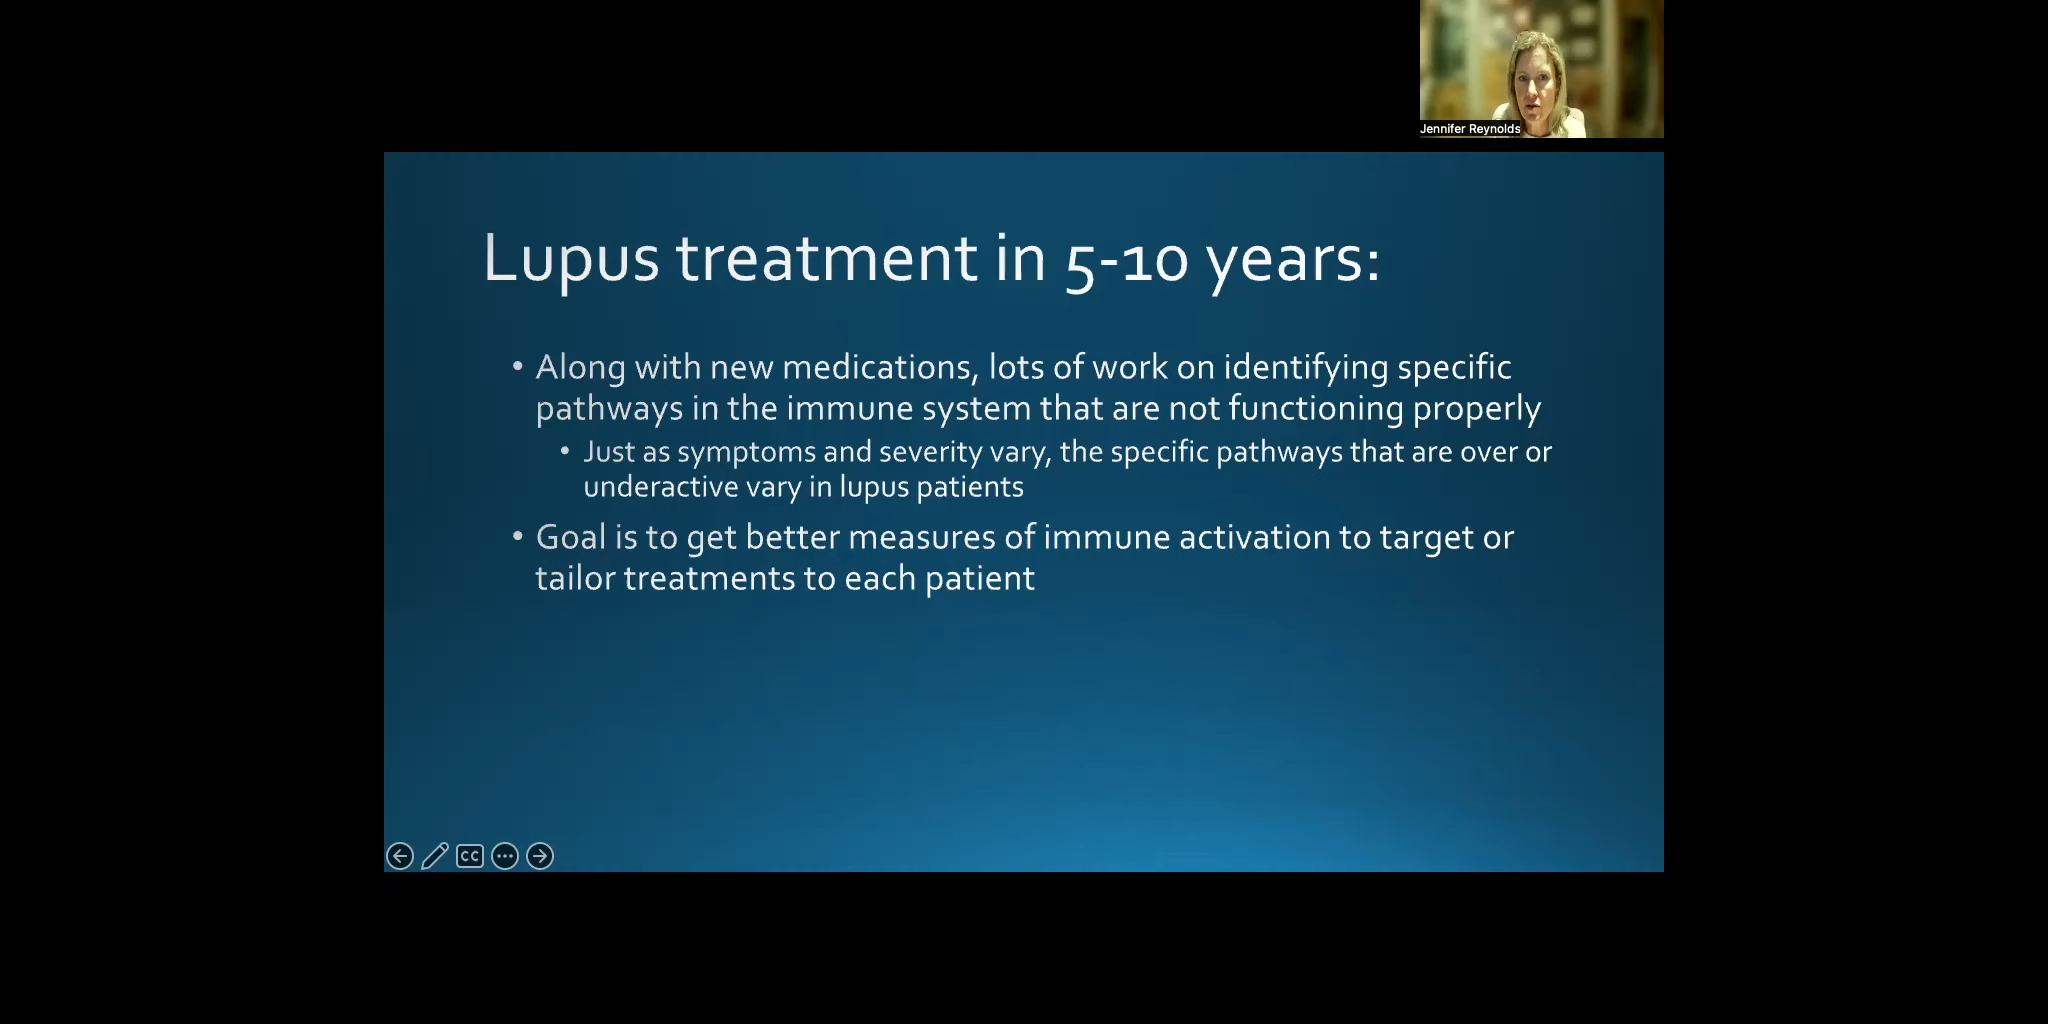 Jennifer Reynolds
Lupus treatment in 5-10 years:
• Along with new medications, lots of work on identifying specific
pathways in the immune system that are not functioning properly
• Just as symptoms and severity vary, the specific pathways that are over or
underactive vary in lupus patients
• Goal is to get better measures of immune activation to target or
tailor treatments to each patient
CC